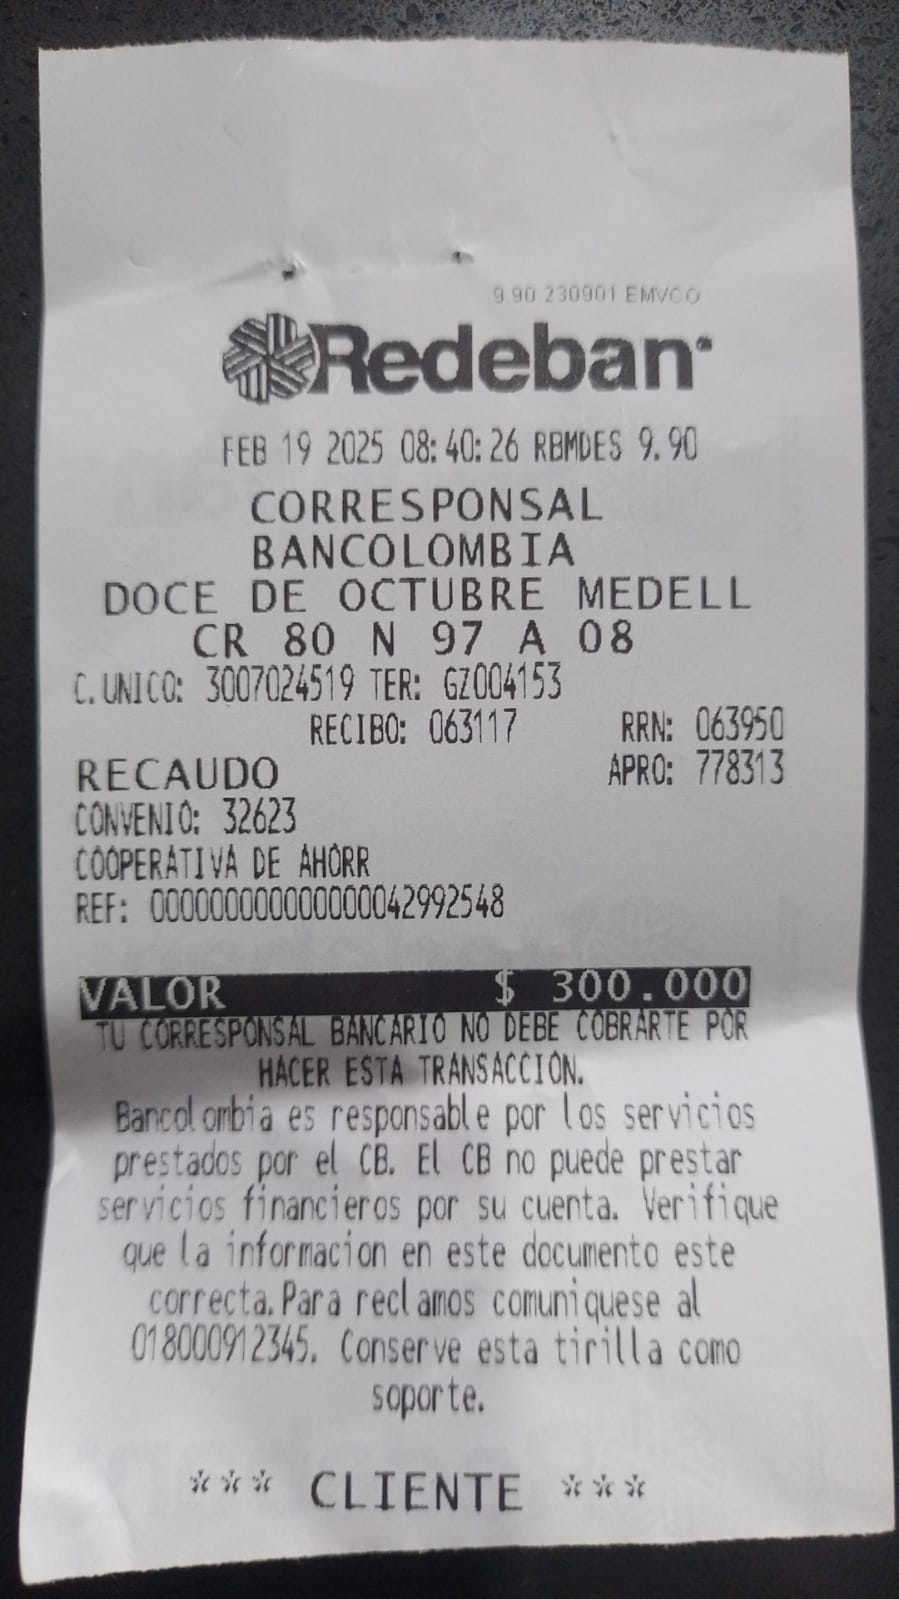 9 90 230901 EMVCO
Redeban
FEB 19 2025 08:40:26 RBMDES 9.90
CORRESPONSAL
BANCOLOMBIA
DOCE DE OCTUBRE MEDELL
CR 80 N 97 A 08
C. UNICO: 3007024519 TER: GZ004153
RECIBO: 063117 RRN: 063950
RECAUDO APRO: 778313
CONVENIO: 32623
COOPERATIVA DE AHORR
REF: 000000000000000042992548
VALOR $ 300.000
TU CORRESPONSAL BANCARIO NO DEBE COBRARTE POR
HACER ESTA TRANSACCION.
Bancolombia es responsable por los servicios
prestados por el CB. El CB no puede prestar
servicios financieros por su cuenta. Verifique
que la informacion en este documento este
correcta.Para reclamos comuniquese al
018000912345. Conserve esta tirilla como
soporte.
*** CLIENTE ***